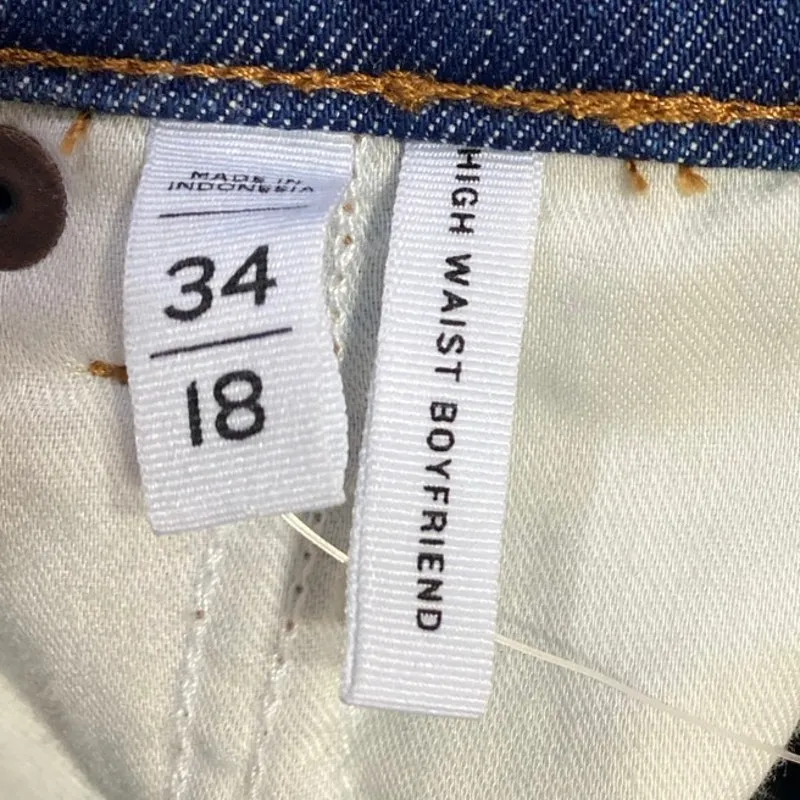 MADE IN
INDONESIA
34
18
HIGH WAIST BOYFRIEND